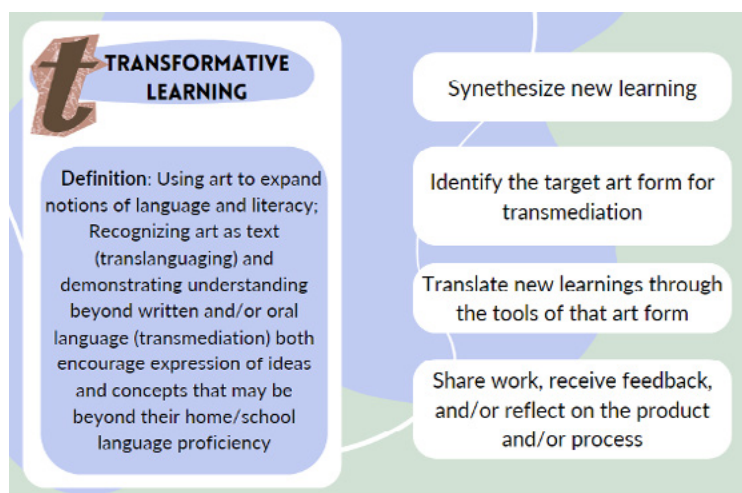 t
TRANSFORMATIVE
LEARNING
Definition: Using art to expand
notions of language and literacy;
Recognizing art as text
(translanguaging) and
demonstrating understanding
beyond written and/or oral
language (transmediation) both
encourage expression of ideas
and concepts that may be
beyond their home/school
language proficiency
Synethesize new learning
Identify the target art form for
transmediation
Translate new learnings through
the tools of that art form
Share work, receive feedback,
and/or reflect on the product
and/or process